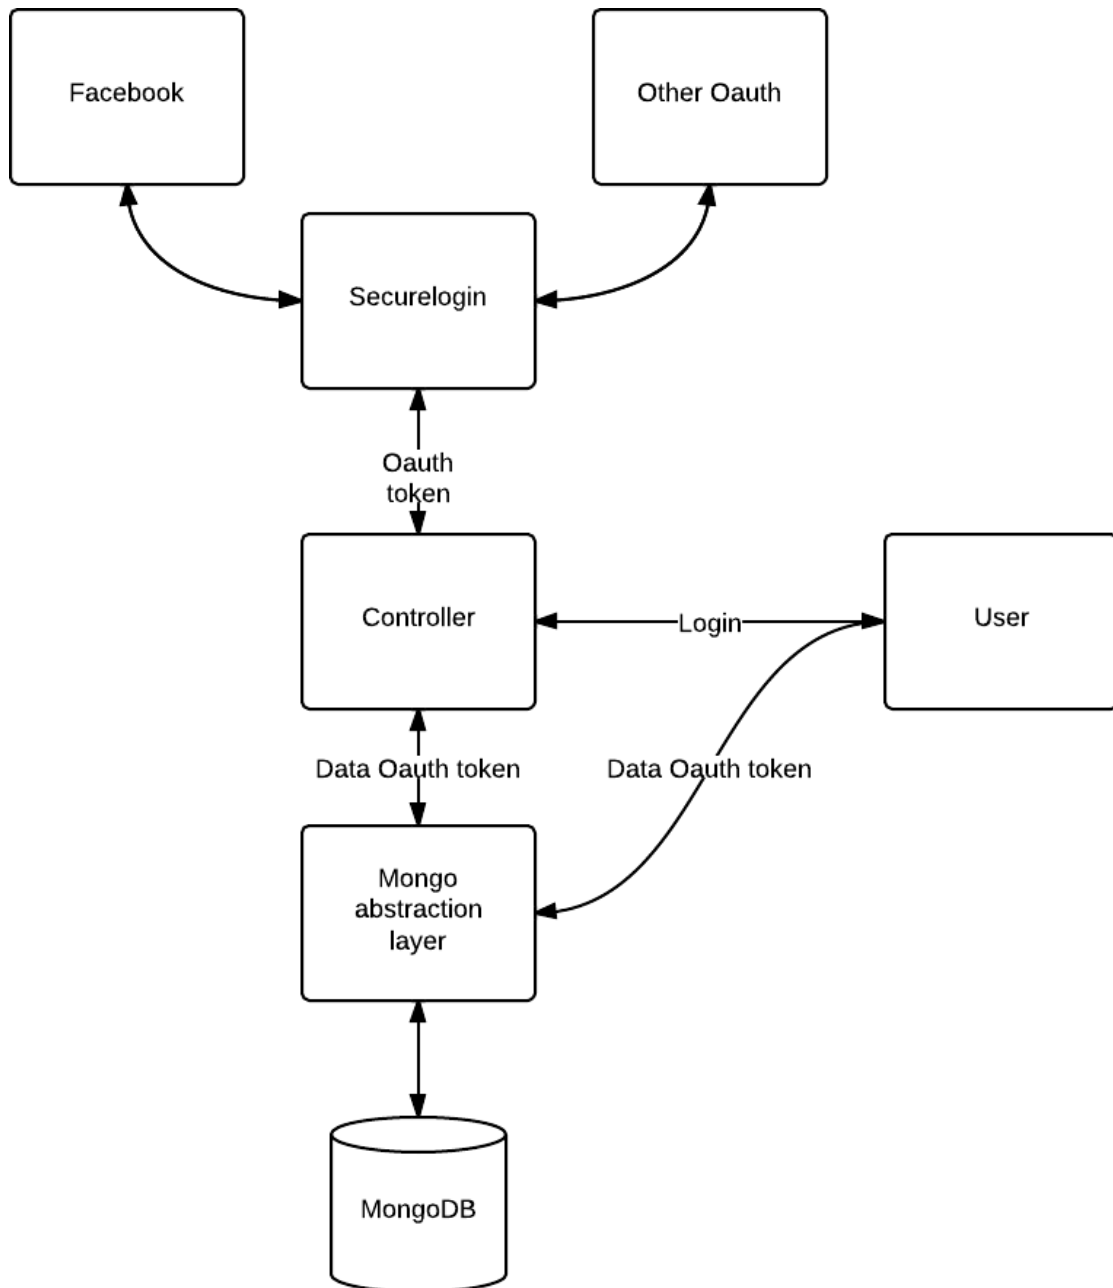 Facebook
Other Oauth
Securelogin
Oauth
token
Controller
Login
User
Data Oauth token
Data Oauth token
Mongo
abstraction
layer
MongoDB